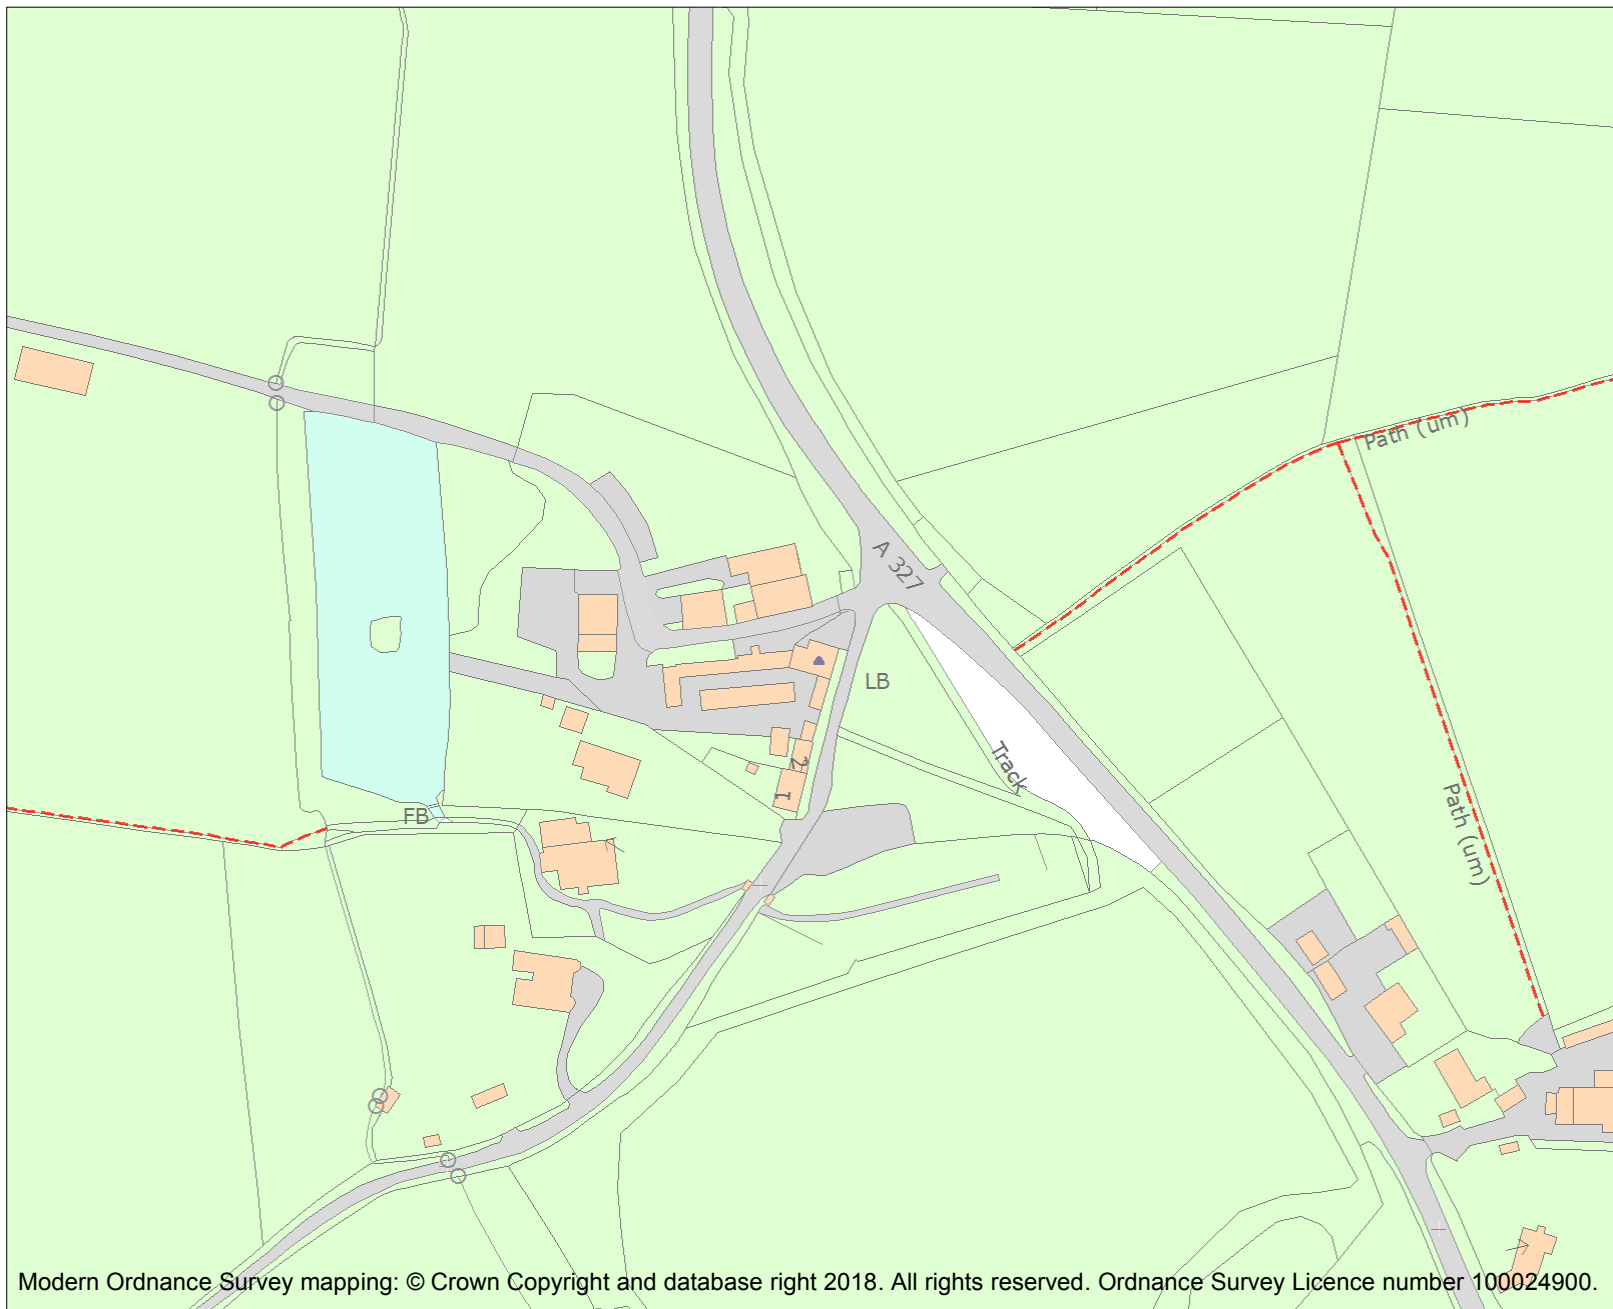 Path (um)
A 327
LB
Track
2
1
FB
Path (um)
Modern Ordnance Survey mapping: © Crown Copyright and database right 2018. All rights reserved. Ordnance Survey Licence number 100024900.